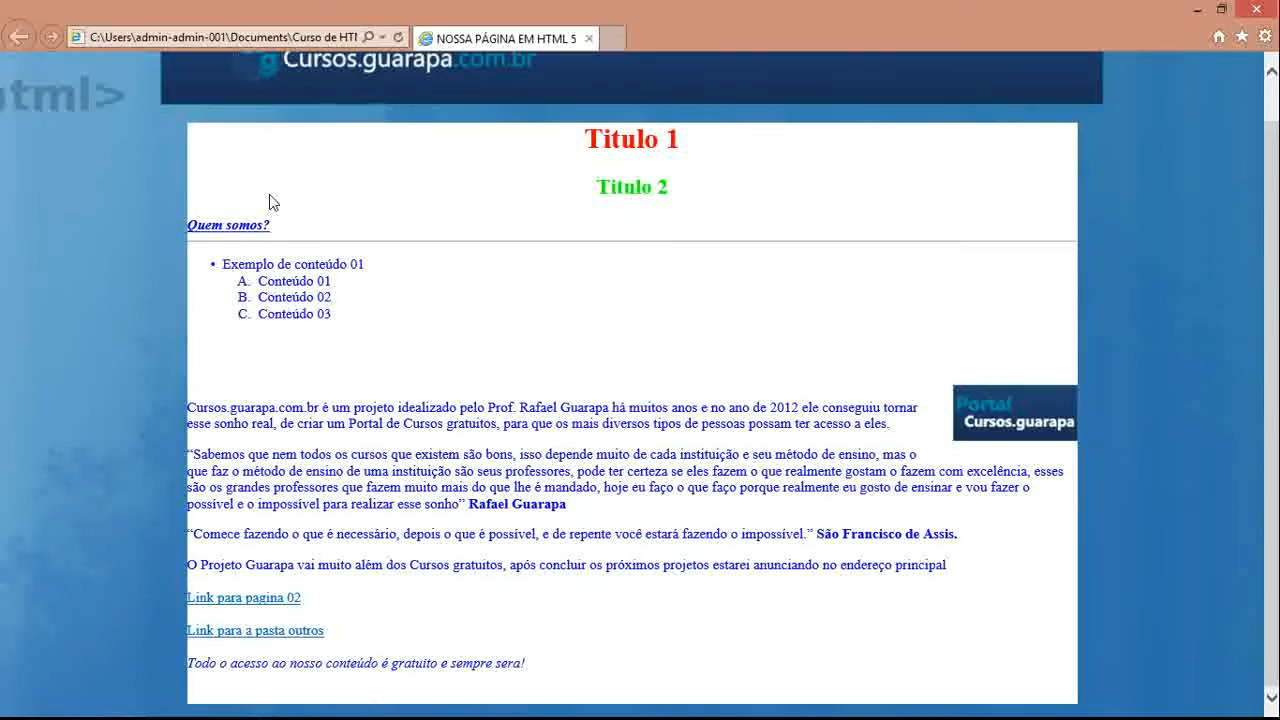 C:\Users\admin-admin-001\Documents\Curso de HTI
NOSSA PÁGINA EM HTML 5
Cursos.guarapa.com.br
html>
Titulo 1
Titulo 2
Quem somos?
• Exemplo de conteúdo 01
A. Conteúdo 01
B. Conteúdo 02
C. Conteúdo 03
Portal
Cursos.guarapa
Cursos.guarapa.com.br é um projeto idealizado pelo Prof. Rafael Guarapa há muitos anos e no ano de 2012 ele conseguiu tornar
esse sonho real, de criar um Portal de Cursos gratuitos, para que os mais diversos tipos de pessoas possam ter acesso a eles.
“Sabemos que nem todos os cursos que existem são bons, isso depende muito de cada instituição e seu método de ensino, mas o
que faz o método de ensino de uma instituição são seus professores, pode ter certeza se eles fazem o que realmente gostam o fazem com excelência, esses
são os grandes professores que fazem muito mais do que lhe é mandado, hoje eu faço o que faço porque realmente eu gosto de ensinar e vou fazer o
possível e o impossível para realizar esse sonho” Rafael Guarapa
“Comece fazendo o que é necessário, depois o que é possível, e de repente você estará fazendo o impossível.” São Francisco de Assis.
O Projeto Guarapa vai muito além dos Cursos gratuitos, após concluir os próximos projetos estarei anunciando no endereço principal
Link para pagina 02
Link para a pasta outros
Todo o acesso ao nosso conteúdo é gratuito e sempre sera!